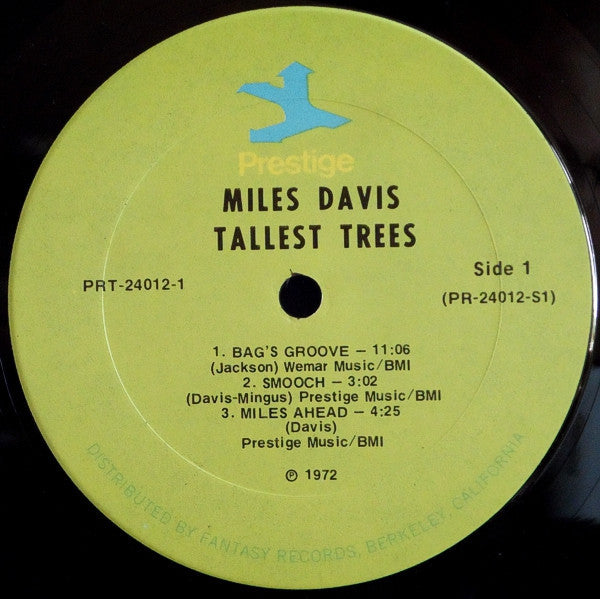 Prestige
MILES DAVIS
TALLEST TREES
PRT-24012-1
Side 1
(PR-24012-S1)
1. BAG'S GROOVE – 11:06
(Jackson) Wemar Music/BMI
2. SMOOCH – 3:02
(Davis-Mingus) Prestige Music/BMI
3. MILES AHEAD – 4:25
(Davis)
Prestige Music/BMI
℗ 1972
DISTRIBUTED BY FANTASY RECORDS, BERKELEY, CALIFORNIA